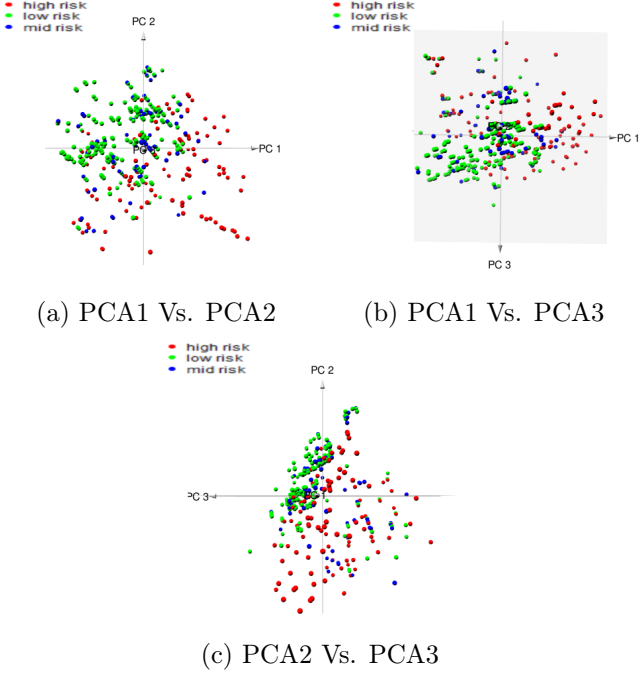 high risk
low risk
mid risk
PC 2
PC 1
(a) PCA1 Vs. PCA2
high risk
low risk
mid risk
PC 1
PC 3
(b) PCA1 Vs. PCA3
high risk
low risk
mid risk
PC 2
PC 3
(c) PCA2 Vs. PCA3